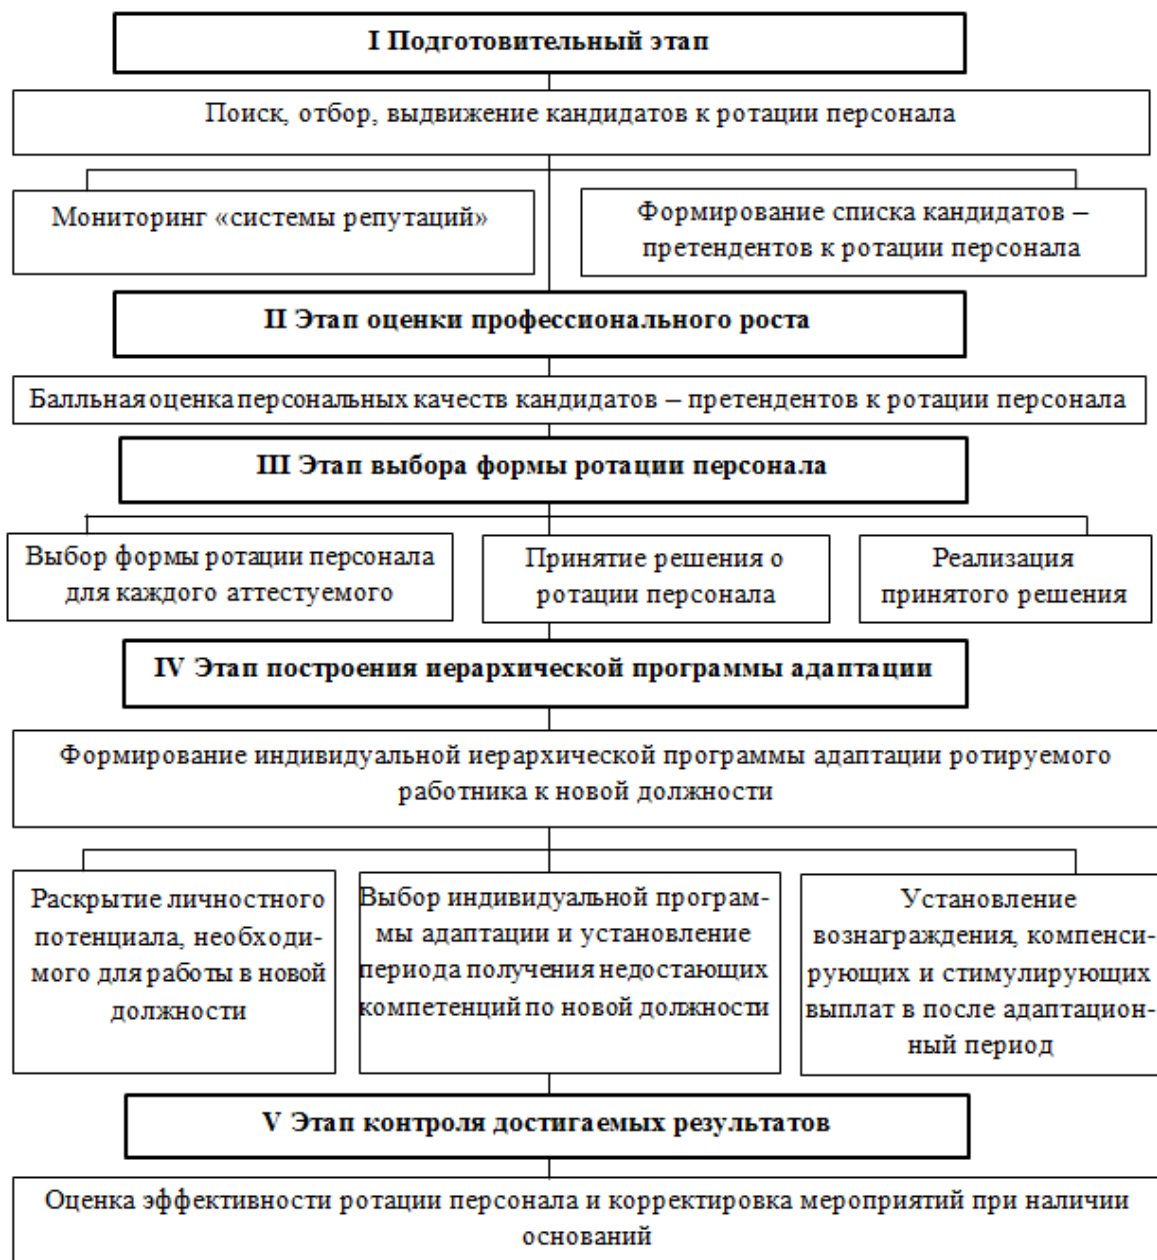 I Подготовительный этап
Поиск, отбор, выдвижение кандидатов к ротации персонала
Мониторинг «системы репутаций»
Формирование списка кандидатов –
претендентов к ротации персонала
II Этап оценки профессионального роста
Балльная оценка персональных качеств кандидатов – претендентов к ротации персонала
III Этап выбора формы ротации персонала
Выбор формы ротации персонала
для каждого аттестуемого
Принятие решения о
ротации персонала
Реализация
принятого решения
IV Этап построения иерархической программы адаптации
Формирование индивидуальной иерархической программы адаптации ротируемого
работника к новой должности
Раскрытие личностного
потенциала, необходи-
мого для работы в новой
должности
Выбор индивидуальной програм-
мы адаптации и установление
периода получения недостающих
компетенций по новой должности
Установление
вознаграждения, компенси-
рующих и стимулирующих
выплат в после адаптацион-
ный период
V Этап контроля достигаемых результатов
Оценка эффективности ротации персонала и корректировка мероприятий при наличии
оснований